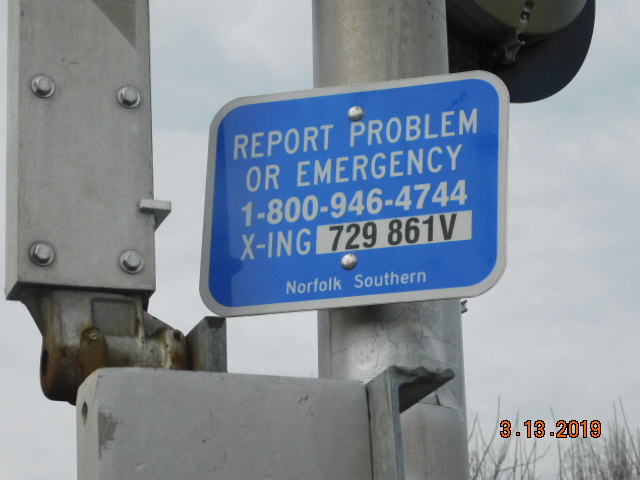 REPORT PROBLEM
OR EMERGENCY
1-800-946-4744
X-ING 729 861V
Norfolk Southern
3.13.2019